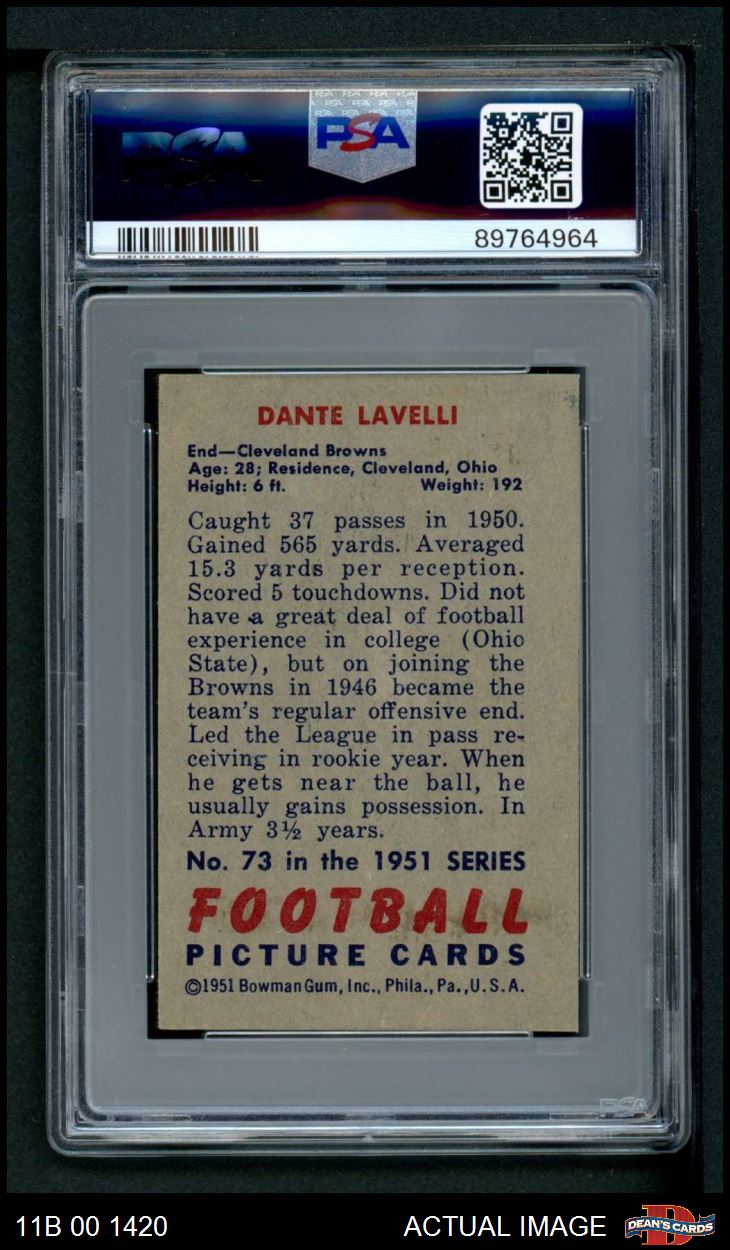 PSA
PSA
89764964
DANTE LAVELLI
End—Cleveland Browns
Age: 28; Residence, Cleveland, Ohio
Height: 6 ft. Weight: 192
Caught 37 passes in 1950.
Gained 565 yards. Averaged
15.3 yards per reception.
Scored 5 touchdowns. Did not
have a great deal of football
experience in college (Ohio
State), but on joining the
Browns in 1946 became the
team's regular offensive end.
Led the League in pass re-
ceiving in rookie year. When
he gets near the ball, he
usually gains possession. In
Army 3½ years.
No. 73 in the 1951 SERIES
FOOTBALL
PICTURE CARDS
©1951 Bowman Gum, Inc., Phila., Pa., U.S.A.
PSA
11B 00 1420 ACTUAL IMAGE DEAN'S CARDS